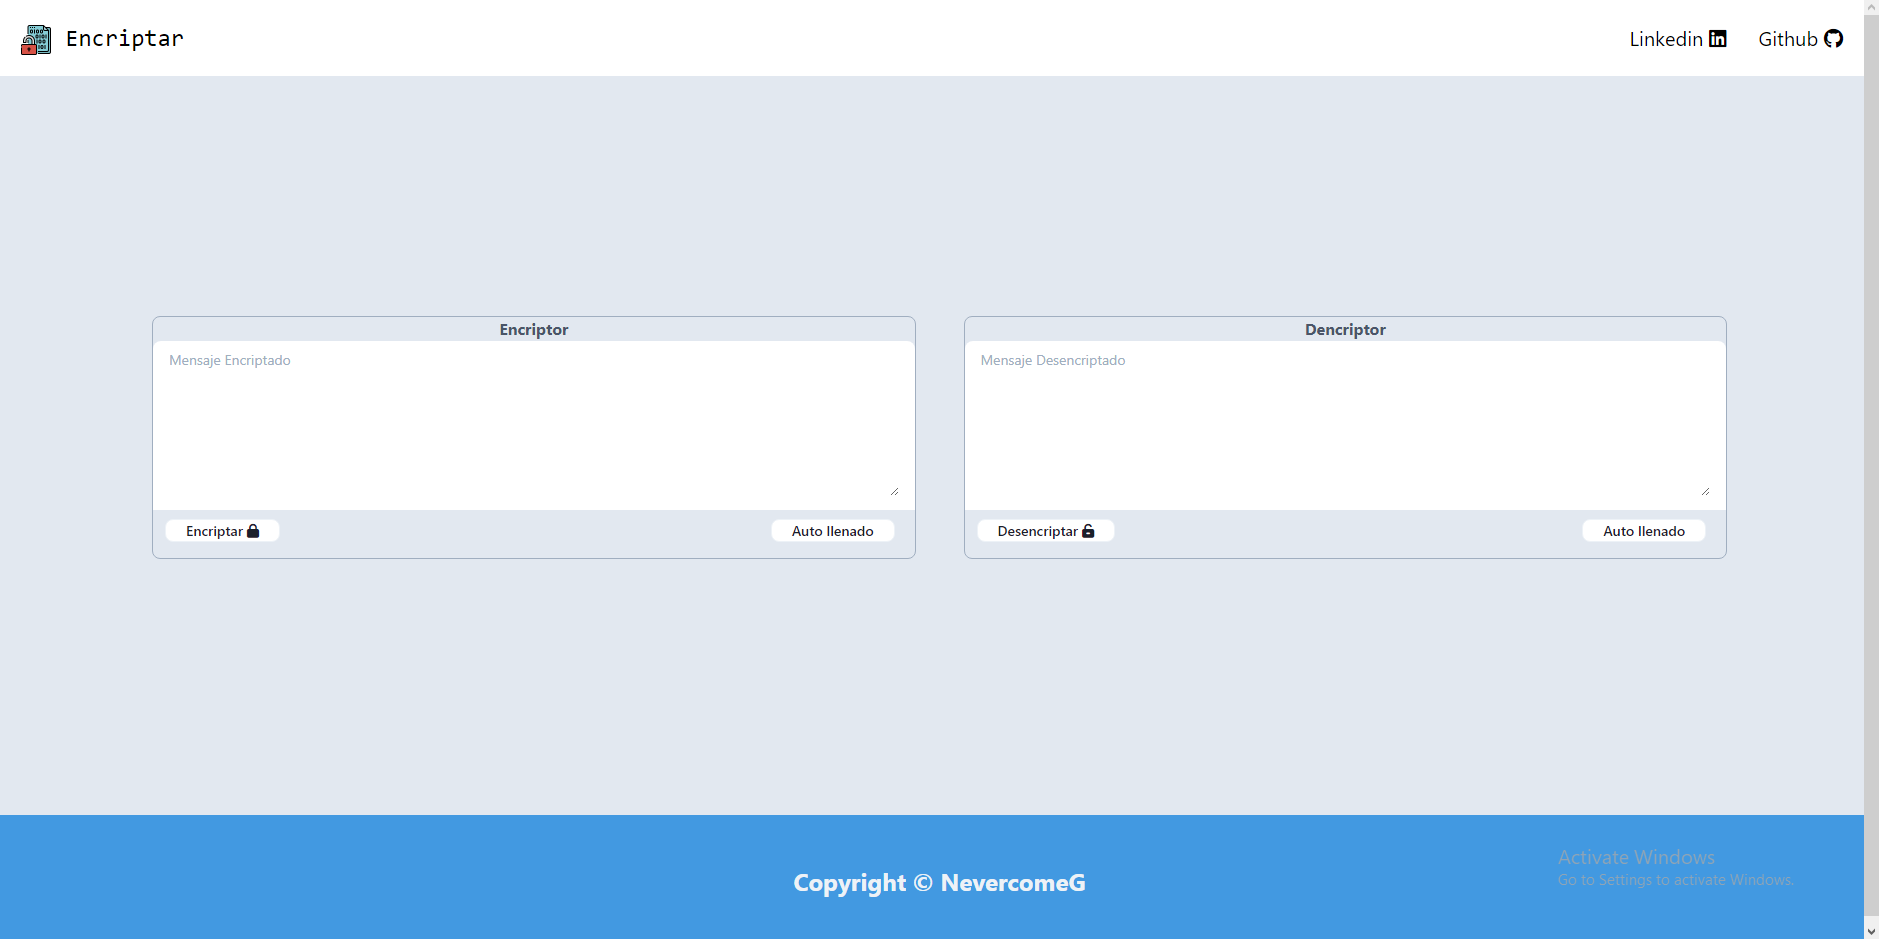 Encriptar
Linkedin
Github
Encriptor
Mensaje Encriptado
Encriptar
Auto llenado
Dencriptor
Mensaje Desencriptado
Desencriptar
Auto llenado
Activate Windows
Go to Settings to activate Windows.
Copyright © NevercomeG